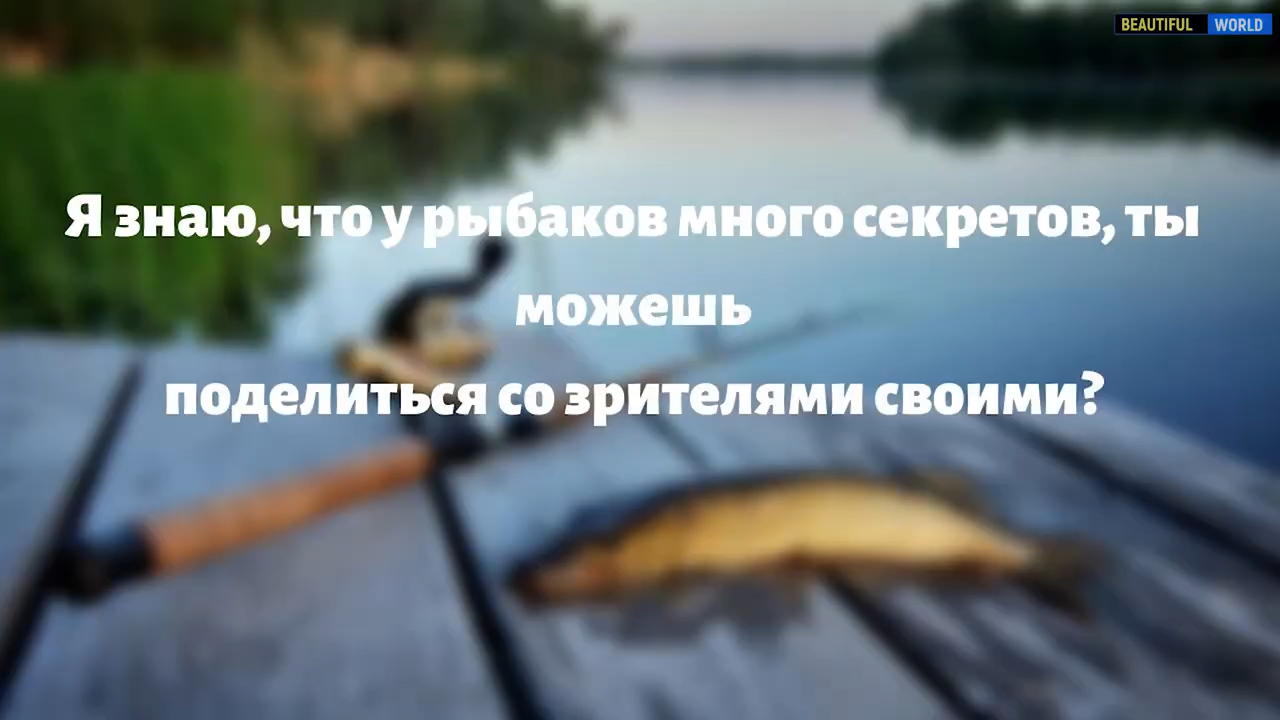 BEAUTIFUL WORLD
Я знаю, что у рыбаков много секретов, ты
можешь
поделиться со зрителями своими?